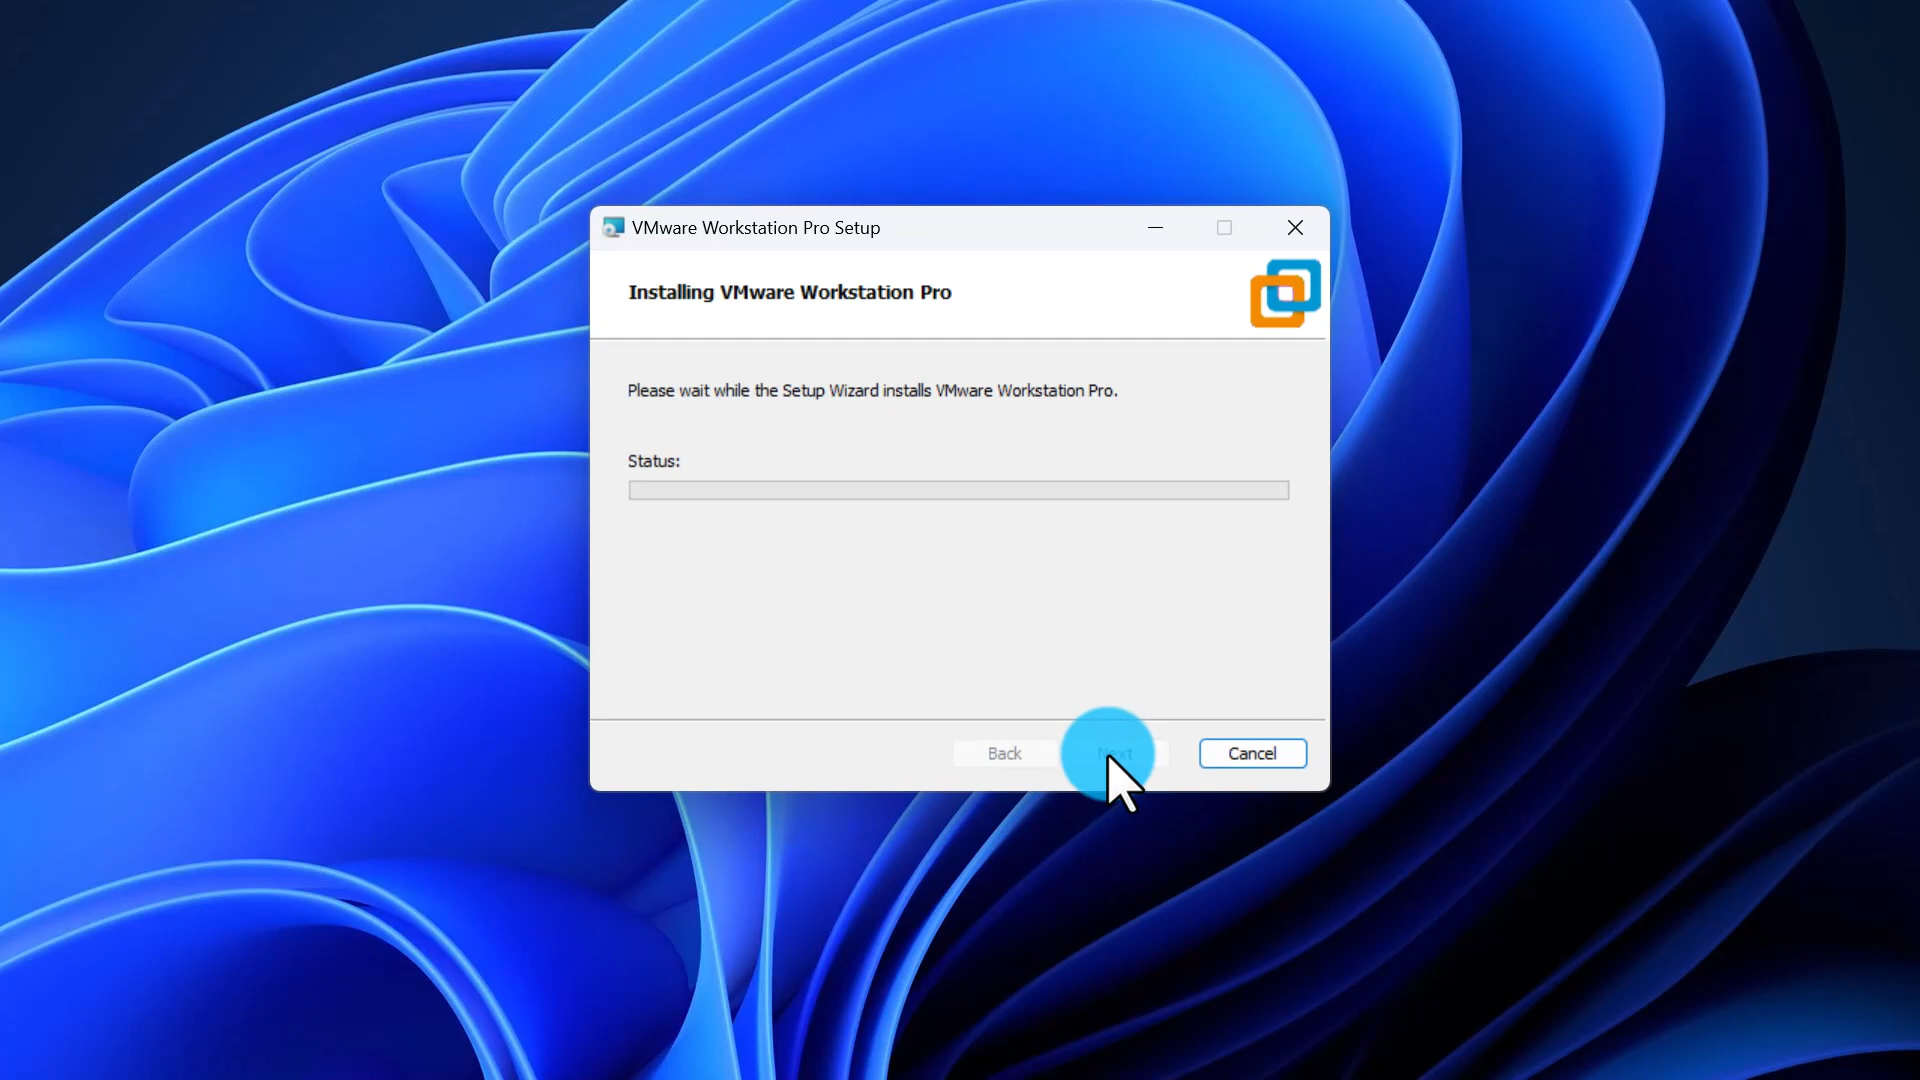 VMware Workstation Pro Setup
Installing VMware Workstation Pro
Please wait while the Setup Wizard installs VMware Workstation Pro.
Status:
Back
Next
Cancel